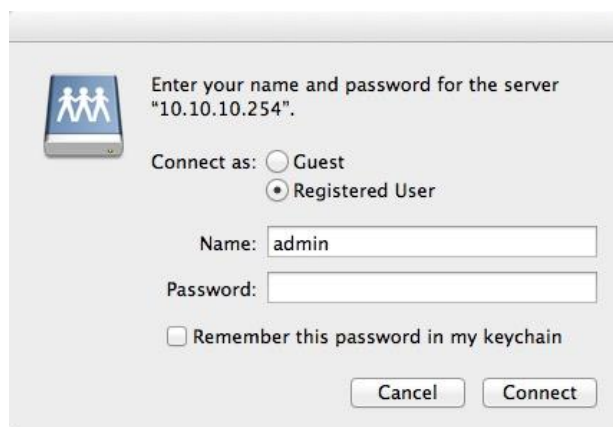 Enter your name and password for the server
“10.10.10.254”.
Connect as: Guest
Registered User
Name: admin
Password:
Remember this password in my keychain
Cancel Connect